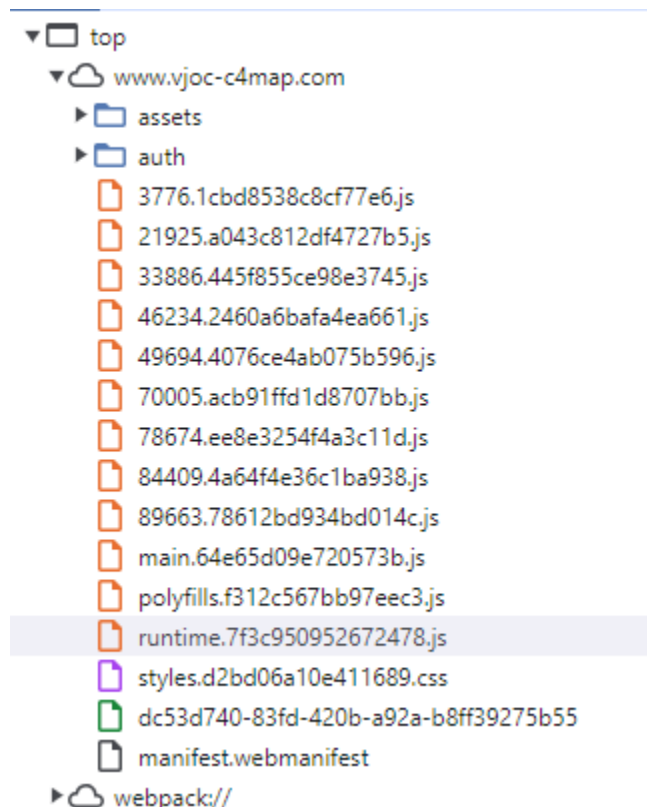 top
www.vjoc-c4map.com
assets
auth
3776.1cbd8538c8cf77e6.js
21925.a043c812df4727b5.js
33886.445f855ce98e3745.js
46234.2460a6bafa4ea661.js
49694.4076ce4ab075b596.js
70005.acb91ffd1d8707bb.js
78674.ee8e3254f4a3c11d.js
84409.4a64f4e36c1ba938.js
89663.78612bd934bd014c.js
main.64e65d09e720573b.js
polyfills.f312c567bb97eec3.js
runtime.7f3c950952672478.js
styles.d2bd06a10e411689.css
dc53d740-83fd-420b-a92a-b8ff39275b55
manifest.webmanifest
webpack://